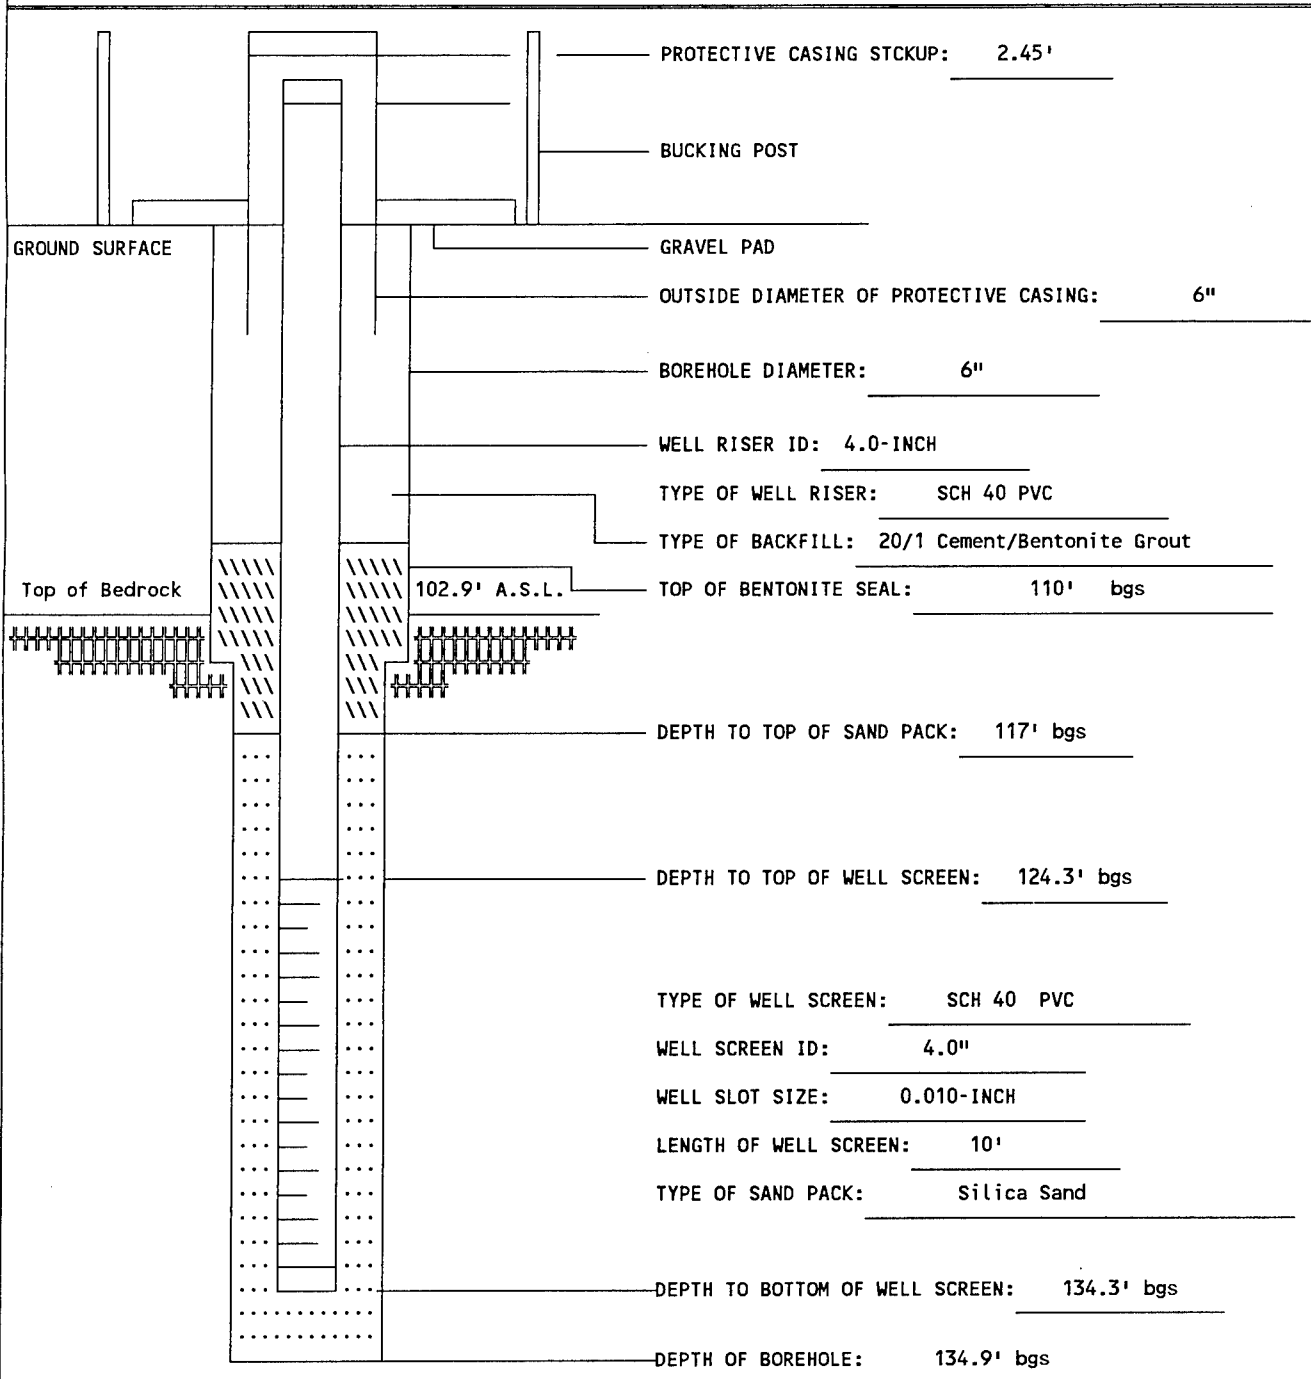 PROTECTIVE CASING STCKUP: 2.45'
BUCKING POST
GROUND SURFACE
GRAVEL PAD
OUTSIDE DIAMETER OF PROTECTIVE CASING: 6"
BOREHOLE DIAMETER: 6"
WELL RISER ID: 4.0-INCH
TYPE OF WELL RISER: SCH 40 PVC
TYPE OF BACKFILL: 20/1 Cement/Bentonite Grout
Top of Bedrock 102.9' A.S.L. TOP OF BENTONITE SEAL: 110' bgs
DEPTH TO TOP OF SAND PACK: 117' bgs
DEPTH TO TOP OF WELL SCREEN: 124.3' bgs
TYPE OF WELL SCREEN: SCH 40 PVC
WELL SCREEN ID: 4.0"
WELL SLOT SIZE: 0.010-INCH
LENGTH OF WELL SCREEN: 10'
TYPE OF SAND PACK: Silica Sand
DEPTH TO BOTTOM OF WELL SCREEN: 134.3' bgs
DEPTH OF BOREHOLE: 134.9' bgs